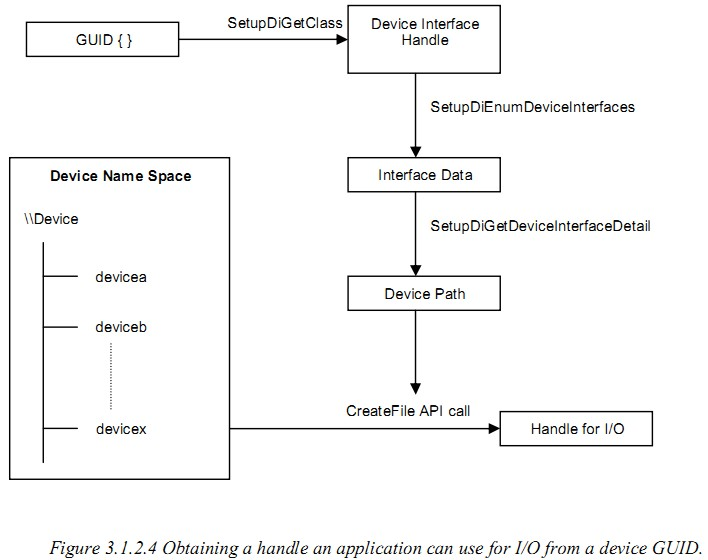 SetupDiGetClass
GUID { }
Device Interface
Handle
SetupDiEnumDeviceInterfaces
Device Name Space
Interface Data
\\Device
SetupDiGetDeviceInterfaceDetail
devicea
Device Path
deviceb
CreateFile API call
devicex
Handle for I/O
Figure 3.1.2.4 Obtaining a handle an application can use for I/O from a device GUID.